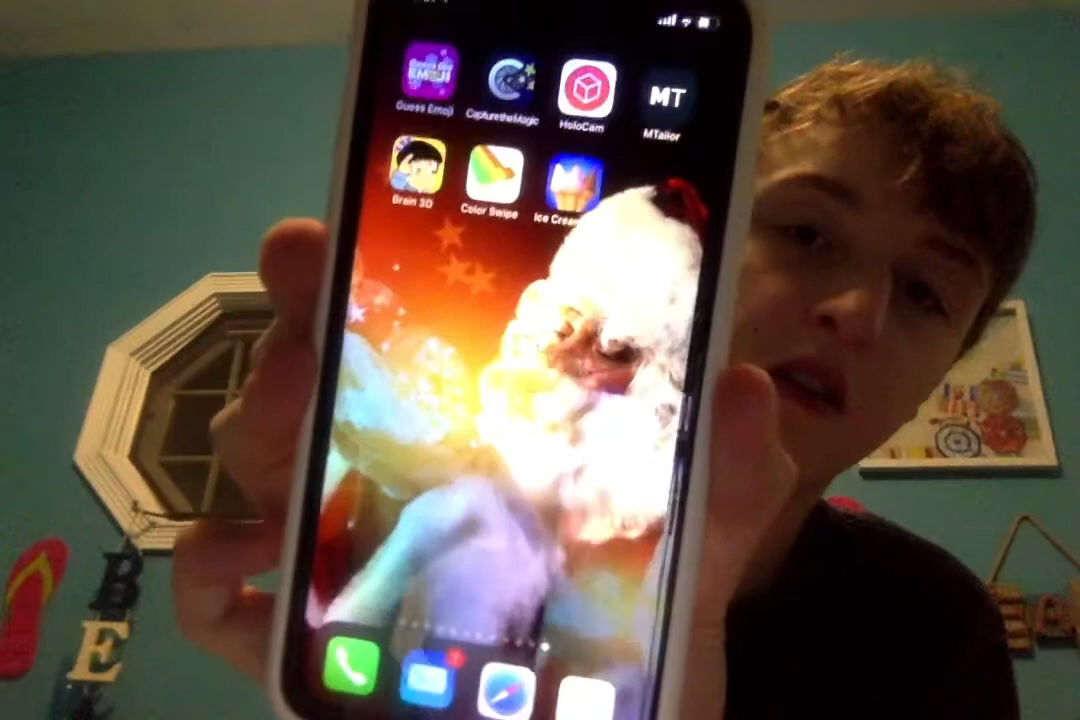 Guess Emoji
CapturetheMagic
HoloCam
MT
MTailor
Brain 3D
Color Swipe
Ice Cream
B
E